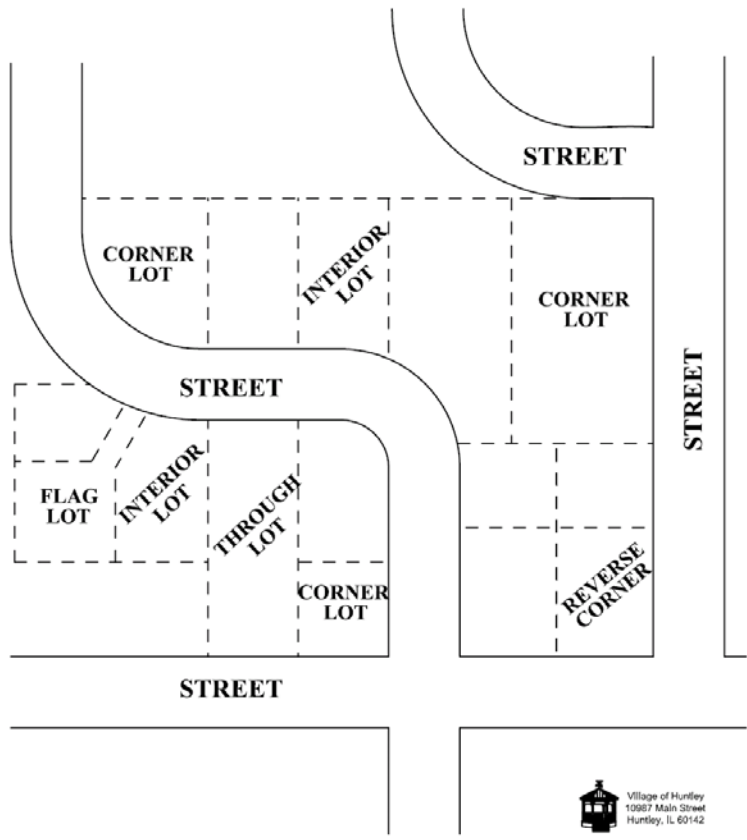 STREET
CORNER
LOT
INTERIOR
LOT
CORNER
LOT
STREET
STREET
FLAG
LOT
INTERIOR
LOT
THROUGH
LOT
CORNER
LOT
REVERSE
CORNER
STREET
Village of Huntley
10987 Main Street
Huntley, IL 60142